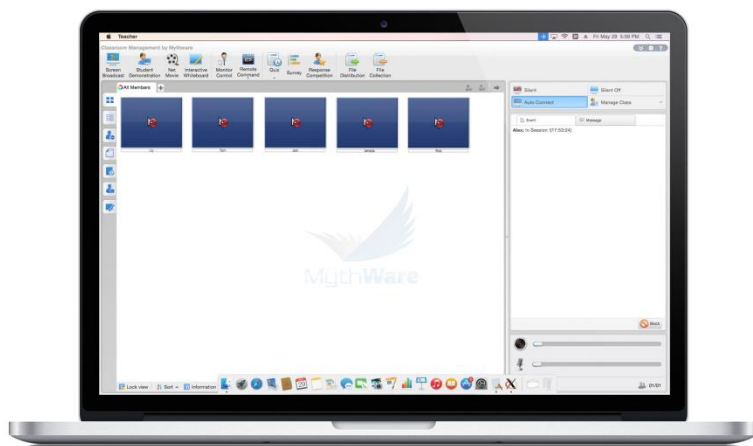 Teacher
Fri May 29 5:38 PM
Classroom Management by Mythware
Screen Broadcast
Student Demonstration
Net Movie
Interactive Whiteboard
Monitor Control
Remote Command
Quiz
Survey
Response Competition
File Distribution
File Collection
All Members
Silent
Silent Off
Auto Connect
Manage Class
Event
Message
In-Session
MythWare
Block
Lock view
Sort
Information